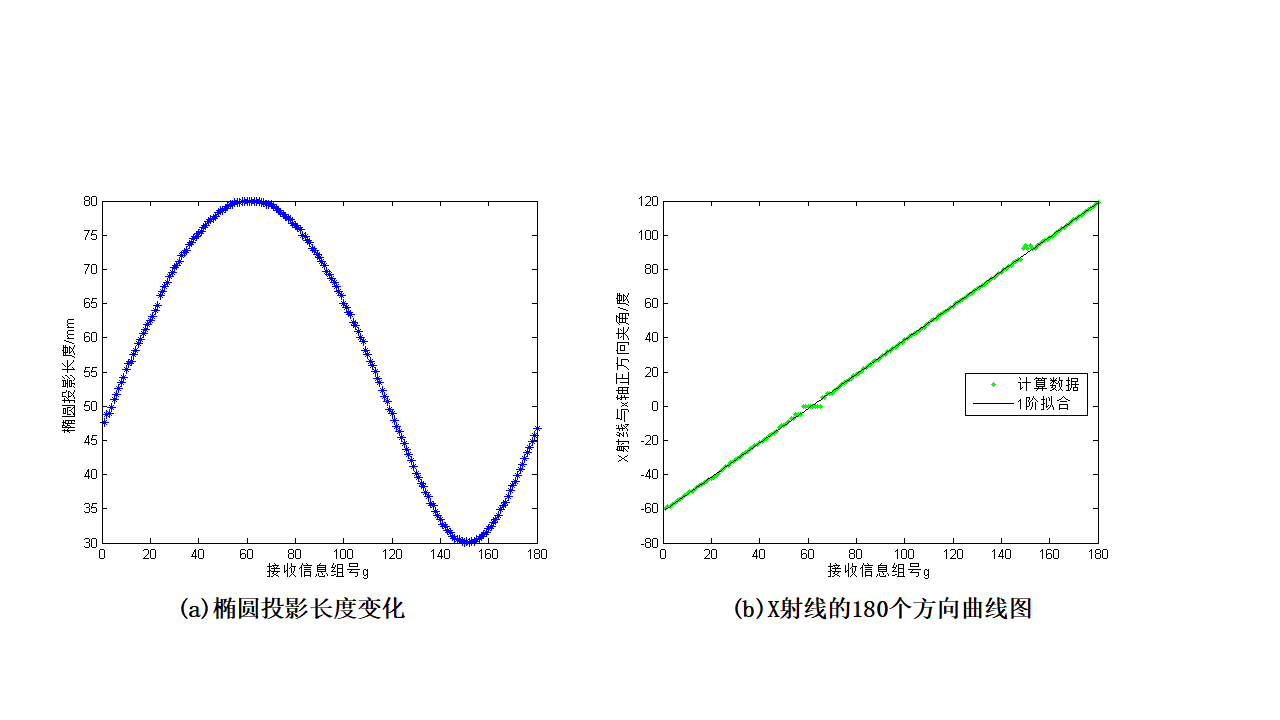 80
75
70
65
60
55
50
45
40
35
30
椭圆投影长度/mm
0 20 40 60 80 100 120 140 160 180
接收信息组号g
(a)椭圆投影长度变化
120
100
80
60
40
20
0
-20
-40
-60
-80
X射线与x轴正方向夹角/度
计算数据
1阶拟合
0 20 40 60 80 100 120 140 160 180
接收信息组号g
(b)X射线的180个方向曲线图